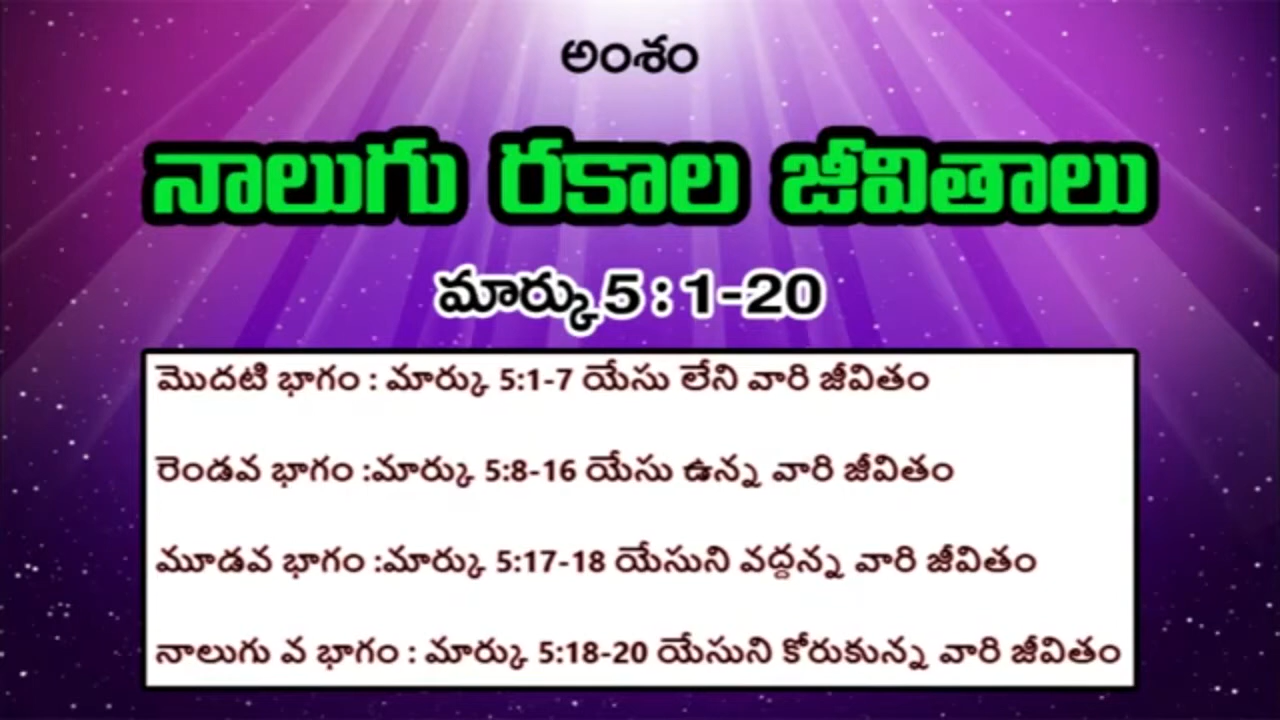 అంశం
నాలుగు రకాల జీవితాలు
మార్కు 5 : 1-20
మొదటి భాగం : మార్కు 5:1-7 యేసు లేని వారి జీవితం
రెండవ భాగం :మార్కు 5:8-16 యేసు ఉన్న వారి జీవితం
మూడవ భాగం :మార్కు 5:17-18 యేసుని వద్దన్న వారి జీవితం
నాలుగు వ భాగం : మార్కు 5:18-20 యేసుని కోరుకున్న వారి జీవితం